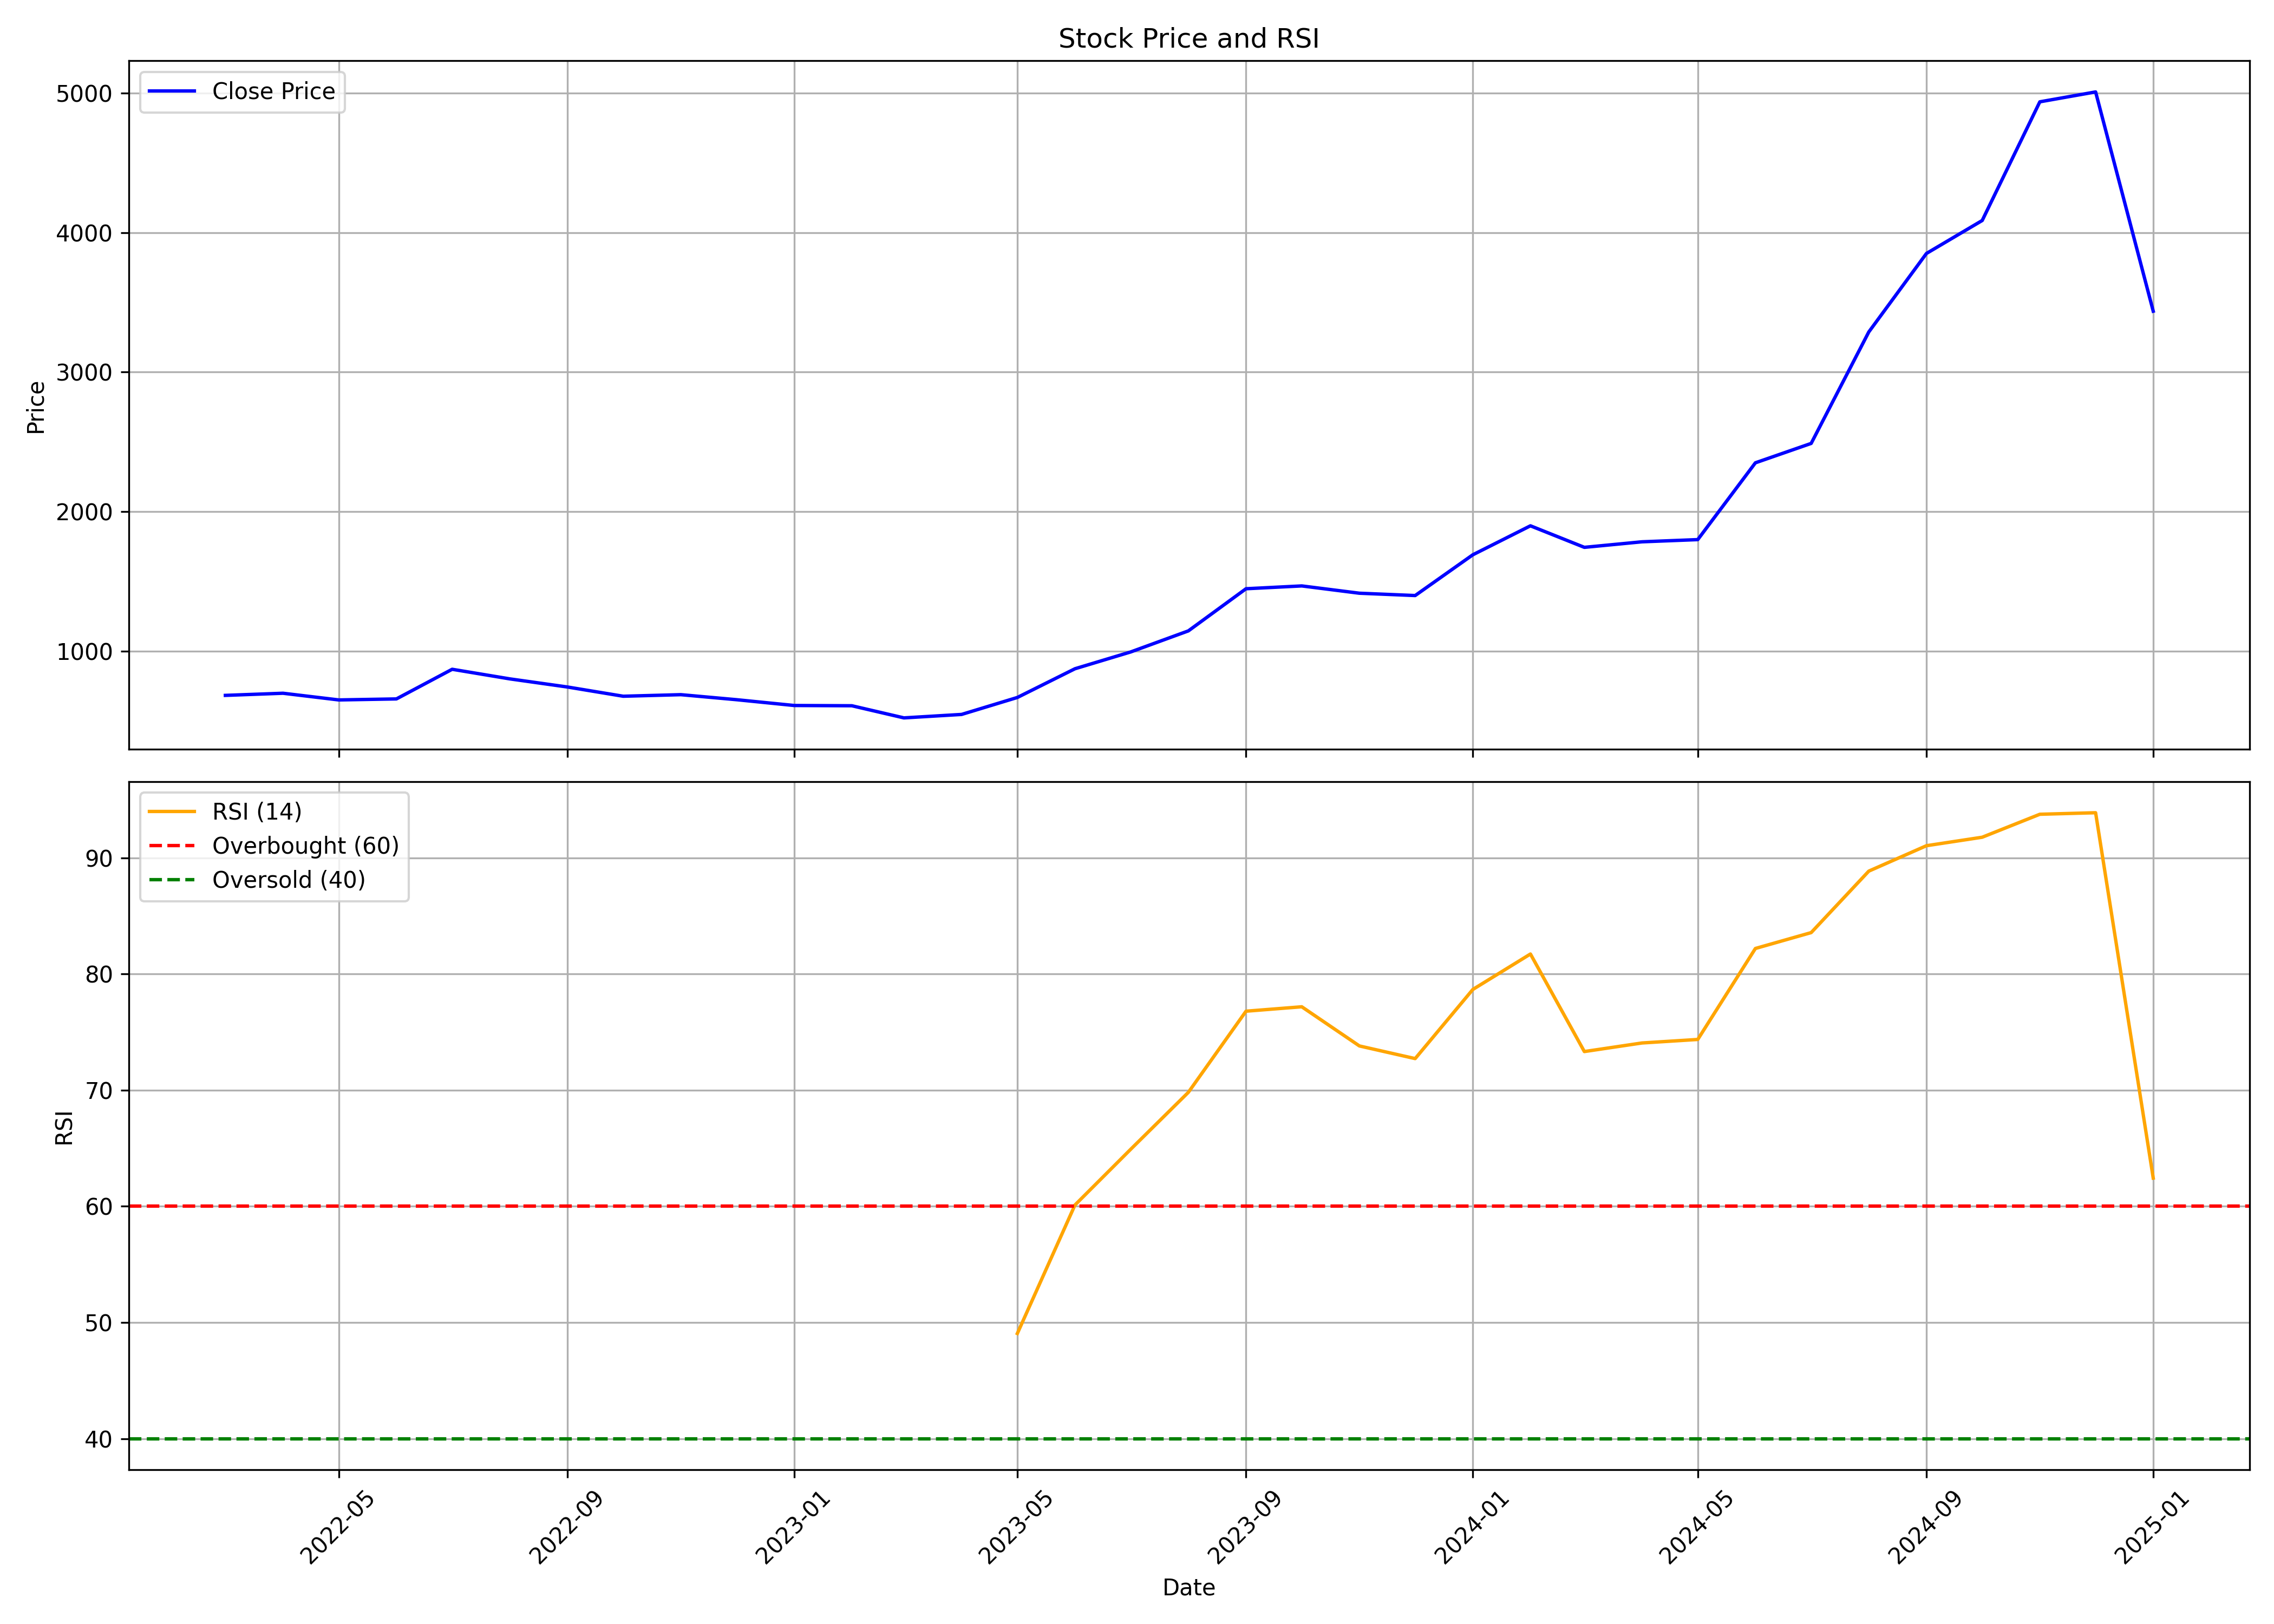 Stock Price and RSI
Close Price
5000
4000
3000
2000
1000
Price
RSI (14)
Overbought (60)
Oversold (40)
90
80
70
60
50
40
RSI
2022-05
2022-09
2023-01
2023-05
2023-09
2024-01
2024-05
2024-09
2025-01
Date